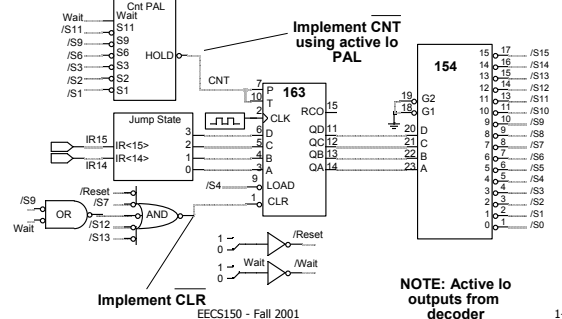 Cnt PAL
Wait Wait
/S11 S11
/S9 S9
/S6 S6
/S3 S3
/S2 S2
/S1 S1
HOLD
Implement CNT
using active lo
PAL
CNT
7 P 163
10 T
2 CLK
RCO 15
6 D QD 11
5 C QC 12
4 B QB 13
3 A QA 14
9 LOAD
1 CLR
/S4
Jump State
IR15 IR<15>
IR14 IR<14>
3
2
1
0
154
19 G2
18 G1
20 D
21 C
22 B
23 A
15 17 /S15
14 16 /S14
13 15 /S13
12 14 /S12
11 13 /S11
10 11 /S10
9 10 /S9
8 9 /S8
7 8 /S7
6 7 /S6
5 6 /S5
4 5 /S4
3 4 /S3
2 3 /S2
1 2 /S1
0 1 /S0
/S9
Wait
OR
/Reset
/S7
/S12
/S13
AND
1
0
/Reset
1 Wait
0
/Wait
Implement CLR
NOTE: Active lo
outputs from
decoder
EECS150 - Fall 2001
1-